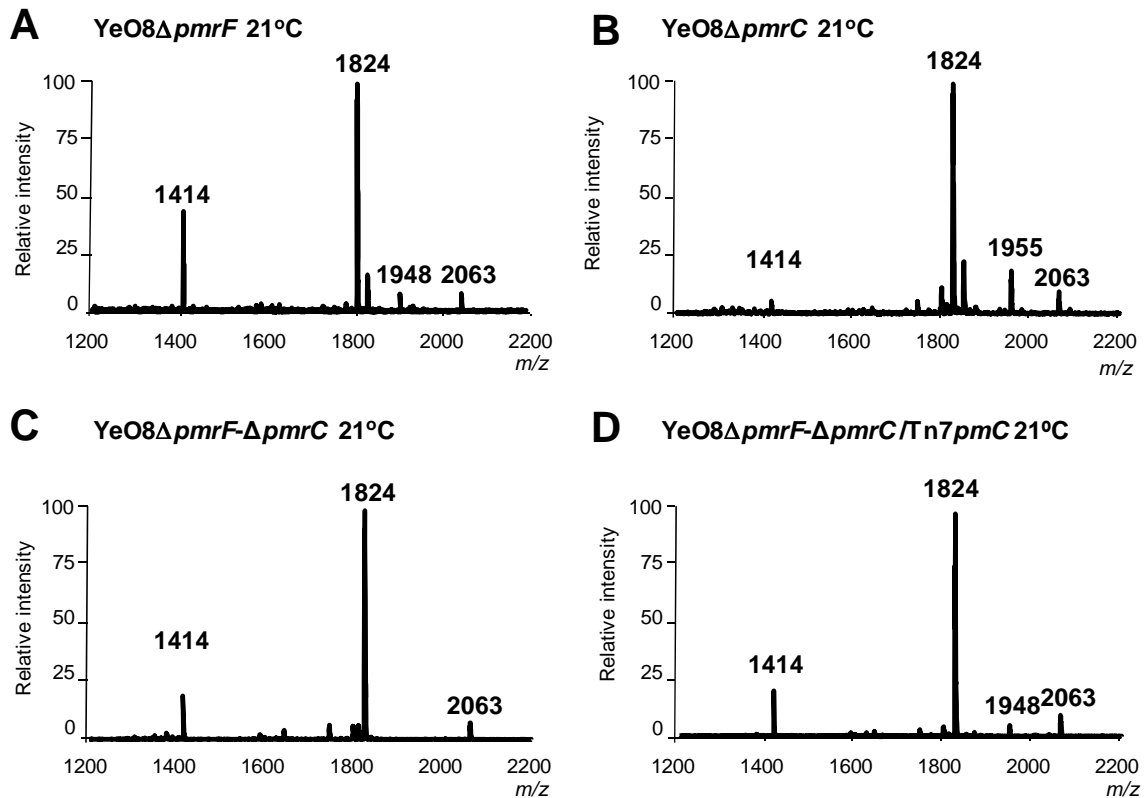 A YeO8ΔpmrF 21ºC
1824
1414
1948 2063
100
75
50
25
0
Relative intensity
1200 1400 1600 1800 2000 2200
m/z
B YeO8ΔpmrC 21ºC
1824
1414
1955
2063
100
75
50
25
0
Relative intensity
1200 1400 1600 1800 2000 2200
m/z
C YeO8ΔpmrF-ΔpmrC 21ºC
1824
1414
2063
100
75
50
25
0
Relative intensity
1200 1400 1600 1800 2000 2200
m/z
D YeO8ΔpmrF-ΔpmrC/Tn7pmC 21ºC
1824
1414
1948 2063
100
75
50
25
0
Relative intensity
1200 1400 1600 1800 2000 2200
m/z